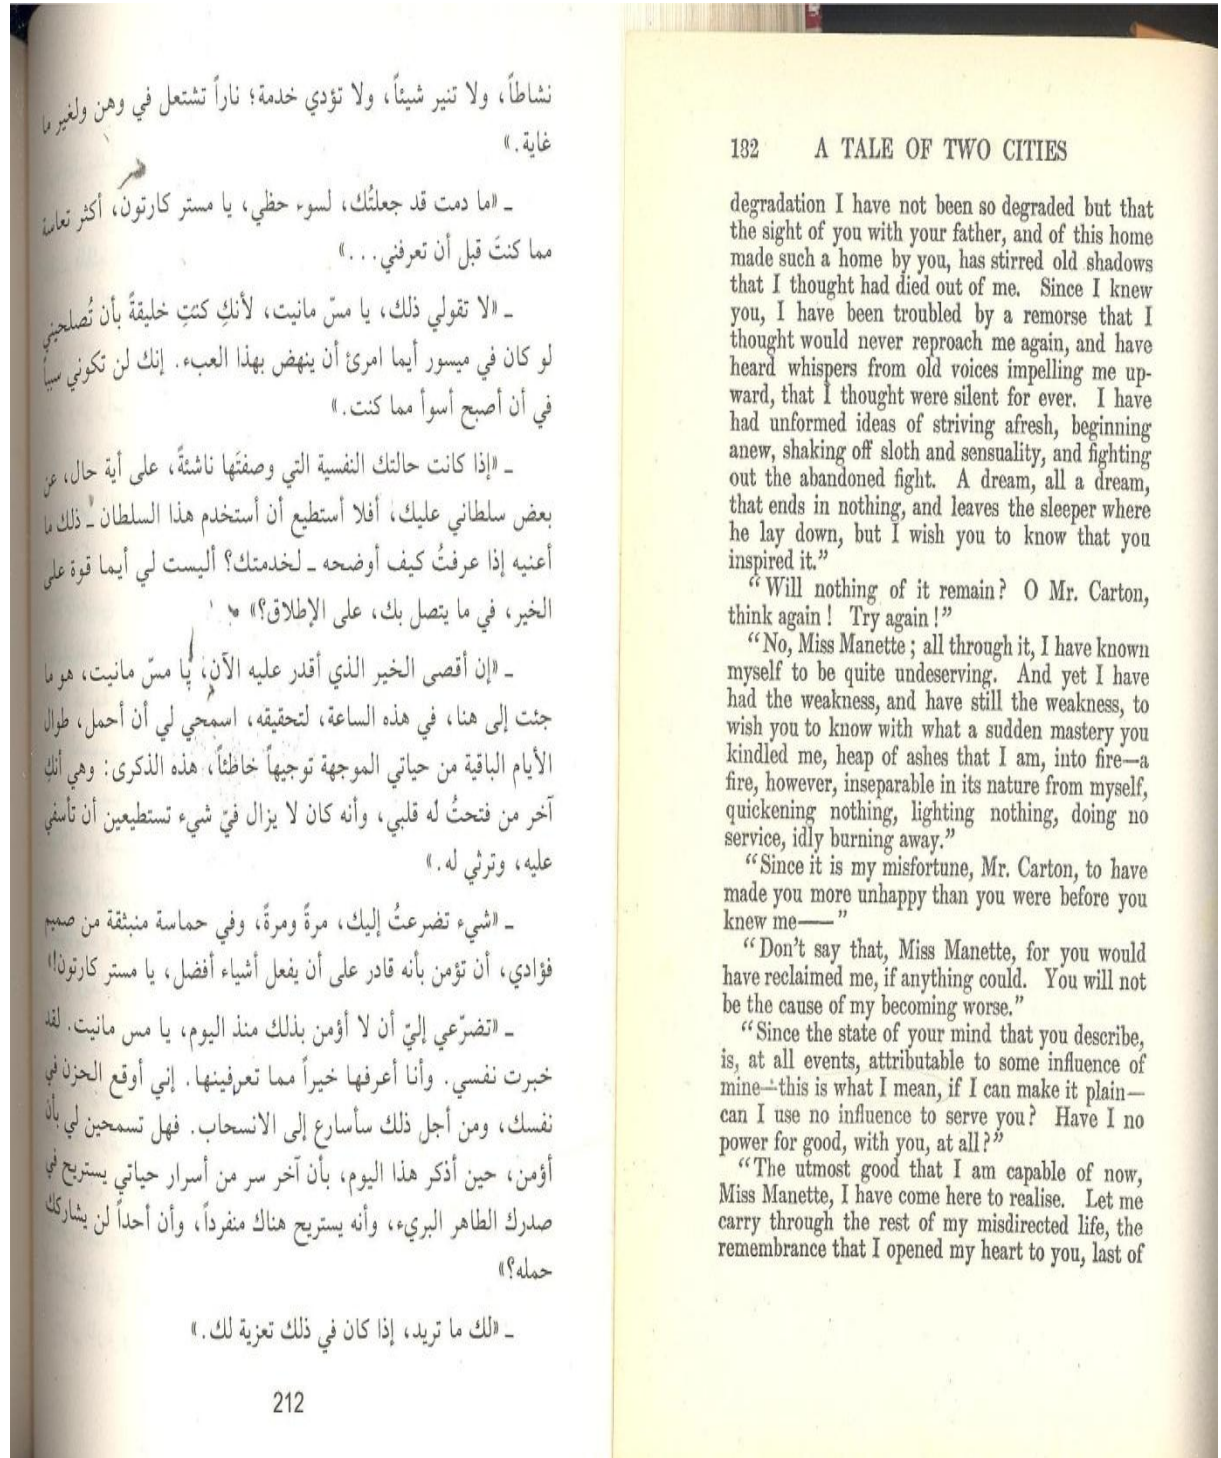 نشاطاً، ولا تنير شيئاً، ولا تؤدي خدمة؛ ناراً تشتعل في وهن ولغير ما
غاية.»
ـ «ما دمت قد جعلتُك، لسوء حظي، يا مستر كارتون، أكثر تعاسة
مما كنتَ قبل أن تعرفني...»
ـ «لا تقولي ذلك، يا مسّ مانيت، لأنكِ كنتِ خليقةً بأن تُصلحيني
لو كان في ميسور أيما امرئ أن ينهض بهذا العبء. إنك لن تكوني سبباً
في أن أصبح أسوأ مما كنت.»
ـ «إذا كانت حالتك النفسية التي وصفتَها ناشئةً، على أية حال، عن
بعض سلطاني عليك، أفلا أستطيع أن أستخدم هذا السلطان ـ ذلك ما
أعنيه إذا عرفتُ كيف أوضحه ـ لخدمتك؟ أليست لي أيما قوة على
الخير، في ما يتصل بك، على الإطلاق؟»
ـ «إن أقصى الخير الذي أقدر عليه الآن، يا مسّ مانيت، هو ما
جئت إلى هنا، في هذه الساعة، لتحقيقه، اسمحي لي أن أحمل، طوال
الأيام الباقية من حياتي الموجهة توجيهاً خاطئاً، هذه الذكرى: وهي أنكِ
آخر من فتحتُ له قلبي، وأنه كان لا يزال فيّ شيء تستطيعين أن تأسفي
عليه، وترثي له.»
ـ «شيء تضرعتُ إليك، مرةً ومرةً، وفي حماسة منبثقة من صميم
فؤادي، أن تؤمن بأنه قادر على أن يفعل أشياء أفضل، يا مستر كارتون!»
ـ «تضرّعي إليّ أن لا أؤمن بذلك منذ اليوم، يا مس مانيت. لقد
خبرت نفسي. وأنا أعرفها خيراً مما تعرفينها. إني أوقع الحزن في
نفسك، ومن أجل ذلك سأسارع إلى الانسحاب. فهل تسمحين لي بأن
أؤمن، حين أذكر هذا اليوم، بأن آخر سر من أسرار حياتي يستريح في
صدرك الطاهر البريء، وأنه يستريح هناك منفرداً، وأن أحداً لن يشاركك
حمله؟»
ـ «لك ما تريد، إذا كان في ذلك تعزية لك.»
212
182 A TALE OF TWO CITIES
degradation I have not been so degraded but that
the sight of you with your father, and of this home
made such a home by you, has stirred old shadows
that I thought had died out of me. Since I knew
you, I have been troubled by a remorse that I
thought would never reproach me again, and have
heard whispers from old voices impelling me up-
ward, that I thought were silent for ever. I have
had unformed ideas of striving afresh, beginning
anew, shaking off sloth and sensuality, and fighting
out the abandoned fight. A dream, all a dream,
that ends in nothing, and leaves the sleeper where
he lay down, but I wish you to know that you
inspired it."
"Will nothing of it remain? O Mr. Carton,
think again! Try again!"
"No, Miss Manette; all through it, I have known
myself to be quite undeserving. And yet I have
had the weakness, and have still the weakness, to
wish you to know with what a sudden mastery you
kindled me, heap of ashes that I am, into fire—a
fire, however, inseparable in its nature from myself,
quickening nothing, lighting nothing, doing no
service, idly burning away."
"Since it is my misfortune, Mr. Carton, to have
made you more unhappy than you were before you
knew me——"
"Don't say that, Miss Manette, for you would
have reclaimed me, if anything could. You will not
be the cause of my becoming worse."
"Since the state of your mind that you describe,
is, at all events, attributable to some influence of
mine—this is what I mean, if I can make it plain—
can I use no influence to serve you? Have I no
power for good, with you, at all?"
"The utmost good that I am capable of now,
Miss Manette, I have come here to realise. Let me
carry through the rest of my misdirected life, the
remembrance that I opened my heart to you, last of